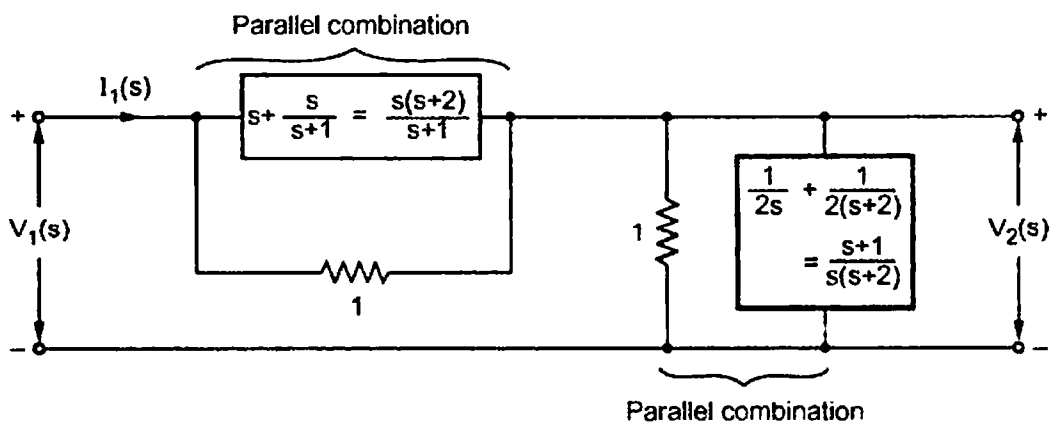 Parallel combination
I₁(s)
+
s+ s/(s+1) = s(s+2)/(s+1)
+
V₁(s)
1
1
1/2s + 1/2(s+2)
= (s+1)/s(s+2)
V₂(s)
−
−
Parallel combination